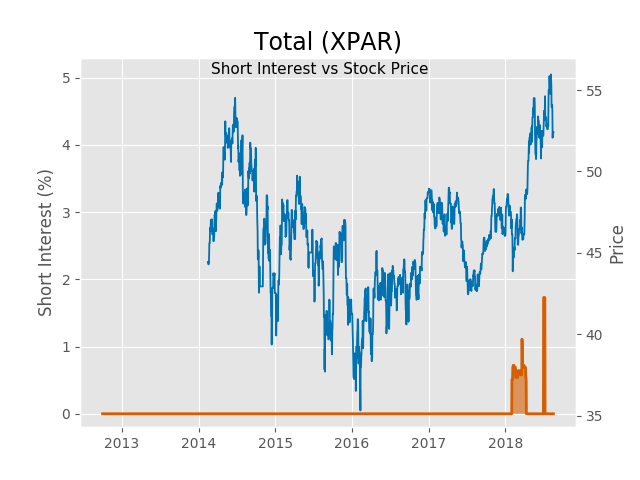 Total (XPAR)
Short Interest vs Stock Price
Short Interest (%)
5
4
3
2
1
0
55
50
45
40
35
Price
2013 2014 2015 2016 2017 2018